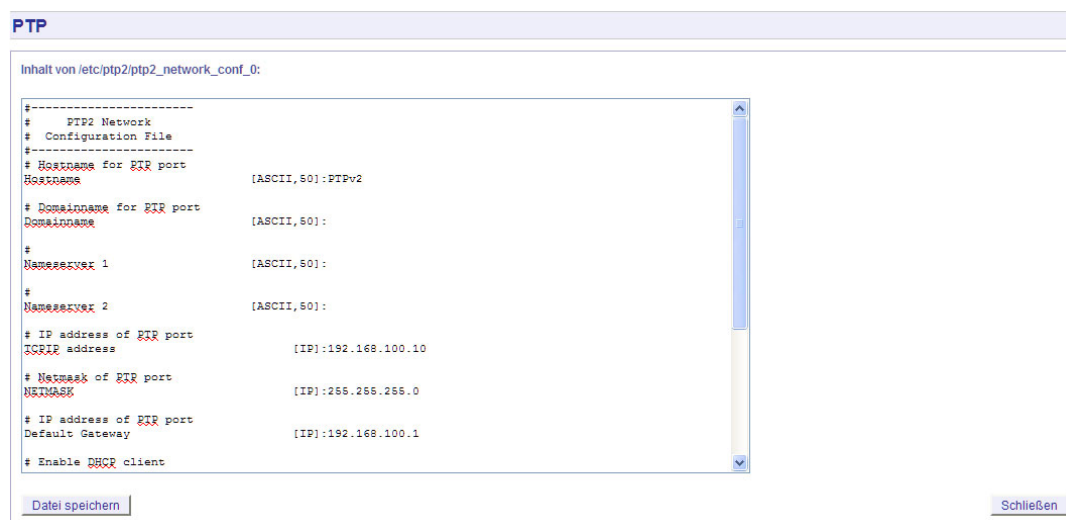 PTP
Inhalt von /etc/ptp2/ptp2_network_conf_0:
#-----------------------
#     PTP2 Network
#  Configuration File
#-----------------------
# Hostname for PTP port
Hostname                        [ASCII,50]:PTPv2
# Domainname for PTP port
Domainname                      [ASCII,50]:
#
Nameserver 1                    [ASCII,50]:
#
Nameserver 2                    [ASCII,50]:
# IP address of PTP port
TCPIP address                         [IP]:192.168.100.10
# Netmask of PTP port
NETMASK                               [IP]:255.255.255.0
# IP address of PTP port
Default Gateway                       [IP]:192.168.100.1
# Enable DHCP client
Datei speichern
Schließen